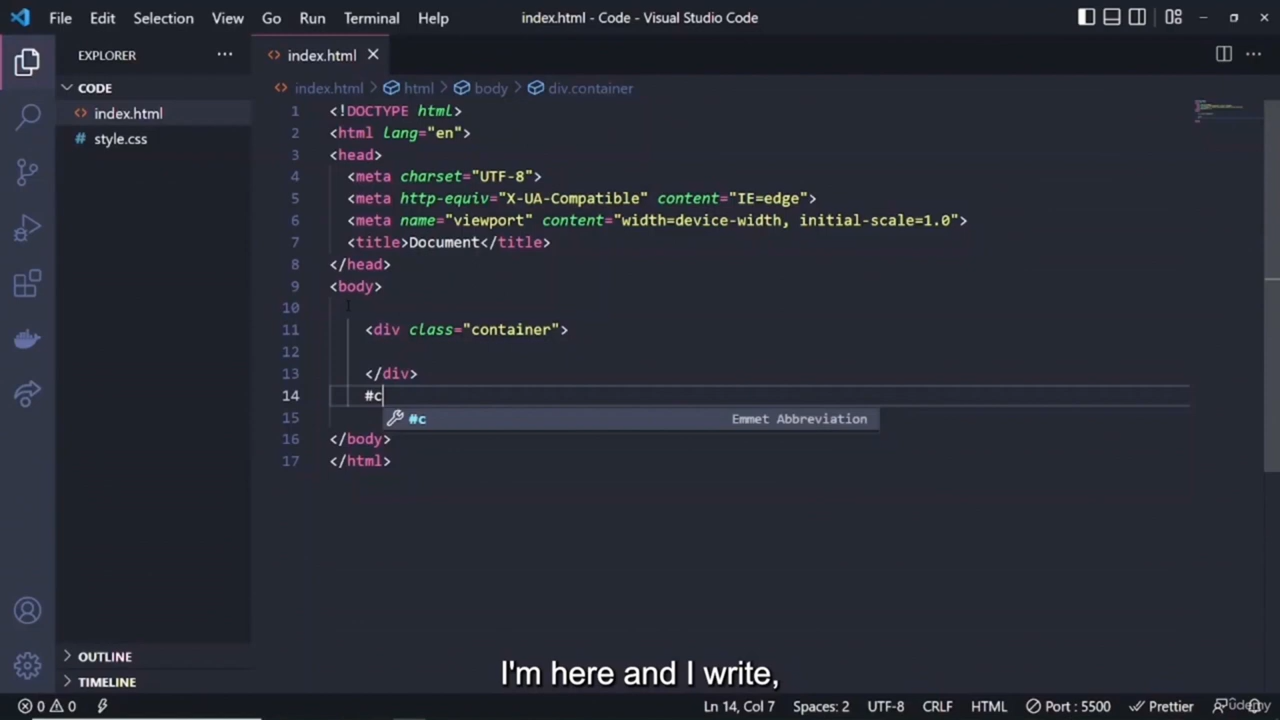 File Edit Selection View Go Run Terminal Help index.html - Code - Visual Studio Code
EXPLORER ... index.html
CODE index.html > html > body > div.container
index.html
style.css
1 <!DOCTYPE html>
2 <html lang="en">
3 <head>
4 <meta charset="UTF-8">
5 <meta http-equiv="X-UA-Compatible" content="IE=edge">
6 <meta name="viewport" content="width=device-width, initial-scale=1.0">
7 <title>Document</title>
8 </head>
9 <body>
10
11 <div class="container">
12
13 </div>
14 #c
#c Emmet Abbreviation
15
16 </body>
17 </html>
OUTLINE
TIMELINE
I'm here and I write,
0 0 Ln 14, Col 7 Spaces: 2 UTF-8 CRLF HTML Port : 5500 Prettier
Udemy